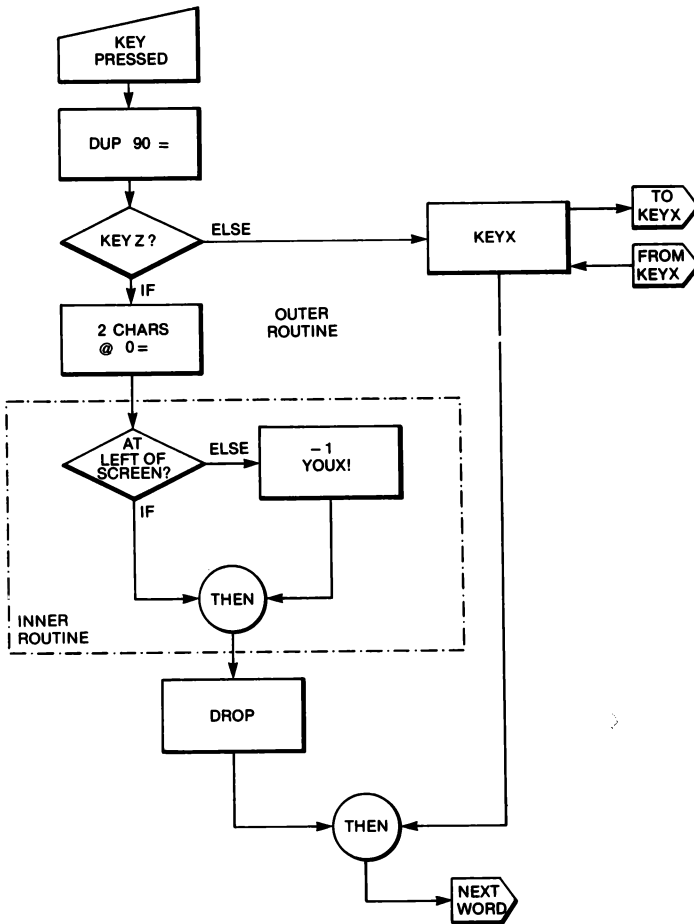 KEY
PRESSED
DUP 90 =
KEY Z?
ELSE
KEYX
TO
KEYX
FROM
KEYX
IF
2 CHARS
@ 0=
OUTER
ROUTINE
AT
LEFT OF
SCREEN?
ELSE
–1
YOUX!
IF
THEN
INNER
ROUTINE
DROP
THEN
NEXT
WORD